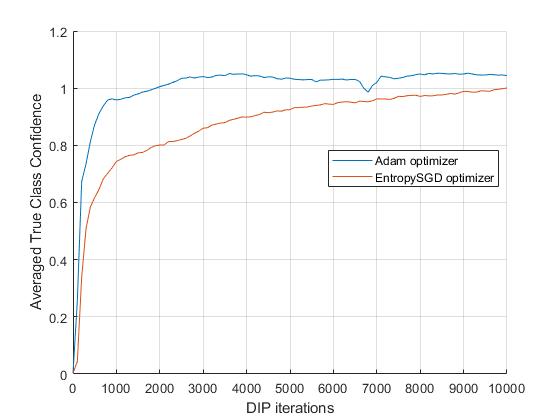 1.2
1
0.8
0.6
0.4
0.2
0
Averaged True Class Confidence
Adam optimizer
EntropySGD optimizer
0 1000 2000 3000 4000 5000 6000 7000 8000 9000 10000
DIP iterations